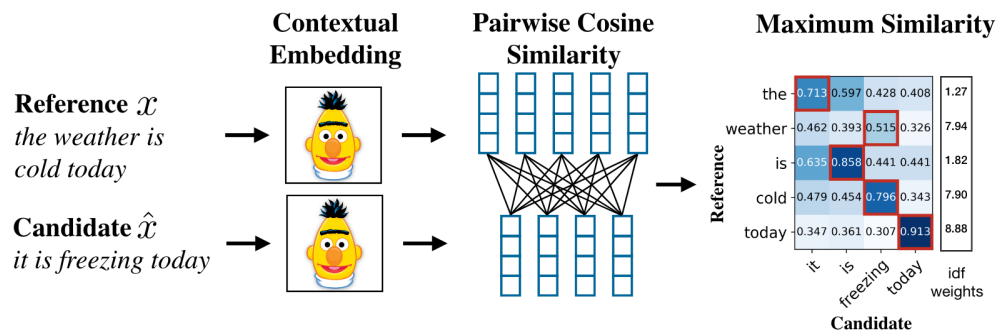 Contextual
Embedding
Pairwise Cosine
Similarity
Maximum Similarity
Reference x
the weather is
cold today
Candidate x̂
it is freezing today
Reference
the 0.713 0.597 0.428 0.408 1.27
weather 0.462 0.393 0.515 0.326 7.94
is 0.635 0.858 0.441 0.441 1.82
cold 0.479 0.454 0.796 0.343 7.90
today 0.347 0.361 0.307 0.913 8.88
it is freezing today
idf
weights
Candidate